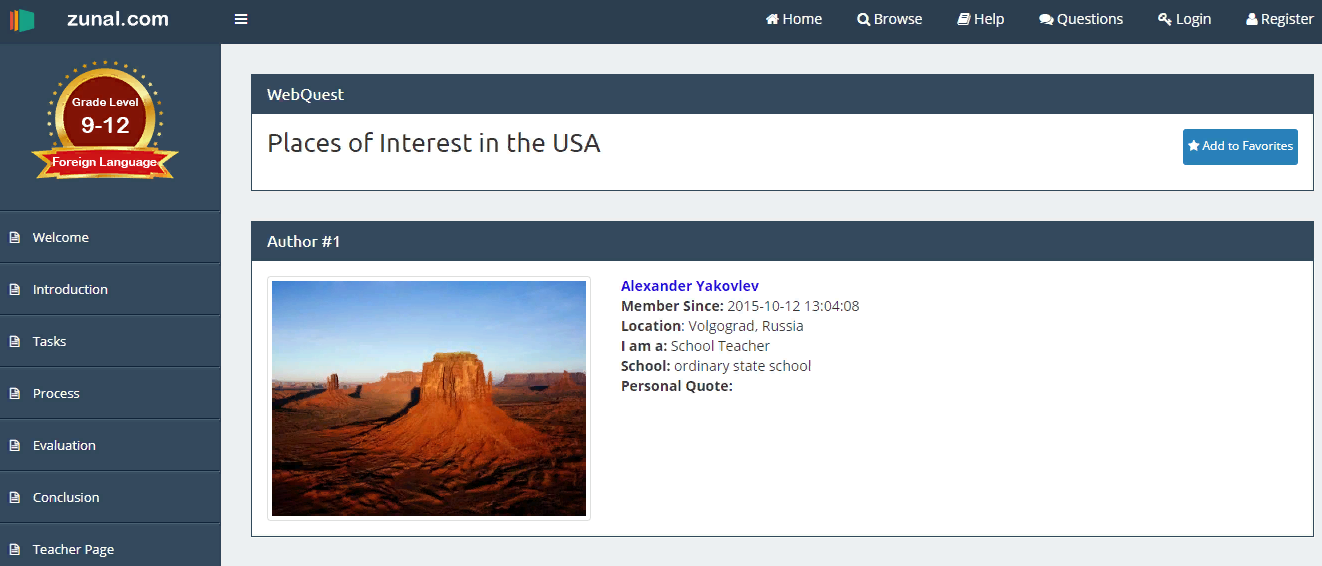 zunal.com
Home
Browse
Help
Questions
Login
Register
Grade Level
9-12
Foreign Language
Welcome
Introduction
Tasks
Process
Evaluation
Conclusion
Teacher Page
WebQuest
Places of Interest in the USA
Add to Favorites
Author #1
Alexander Yakovlev
Member Since: 2015-10-12 13:04:08
Location: Volgograd, Russia
I am a: School Teacher
School: ordinary state school
Personal Quote: